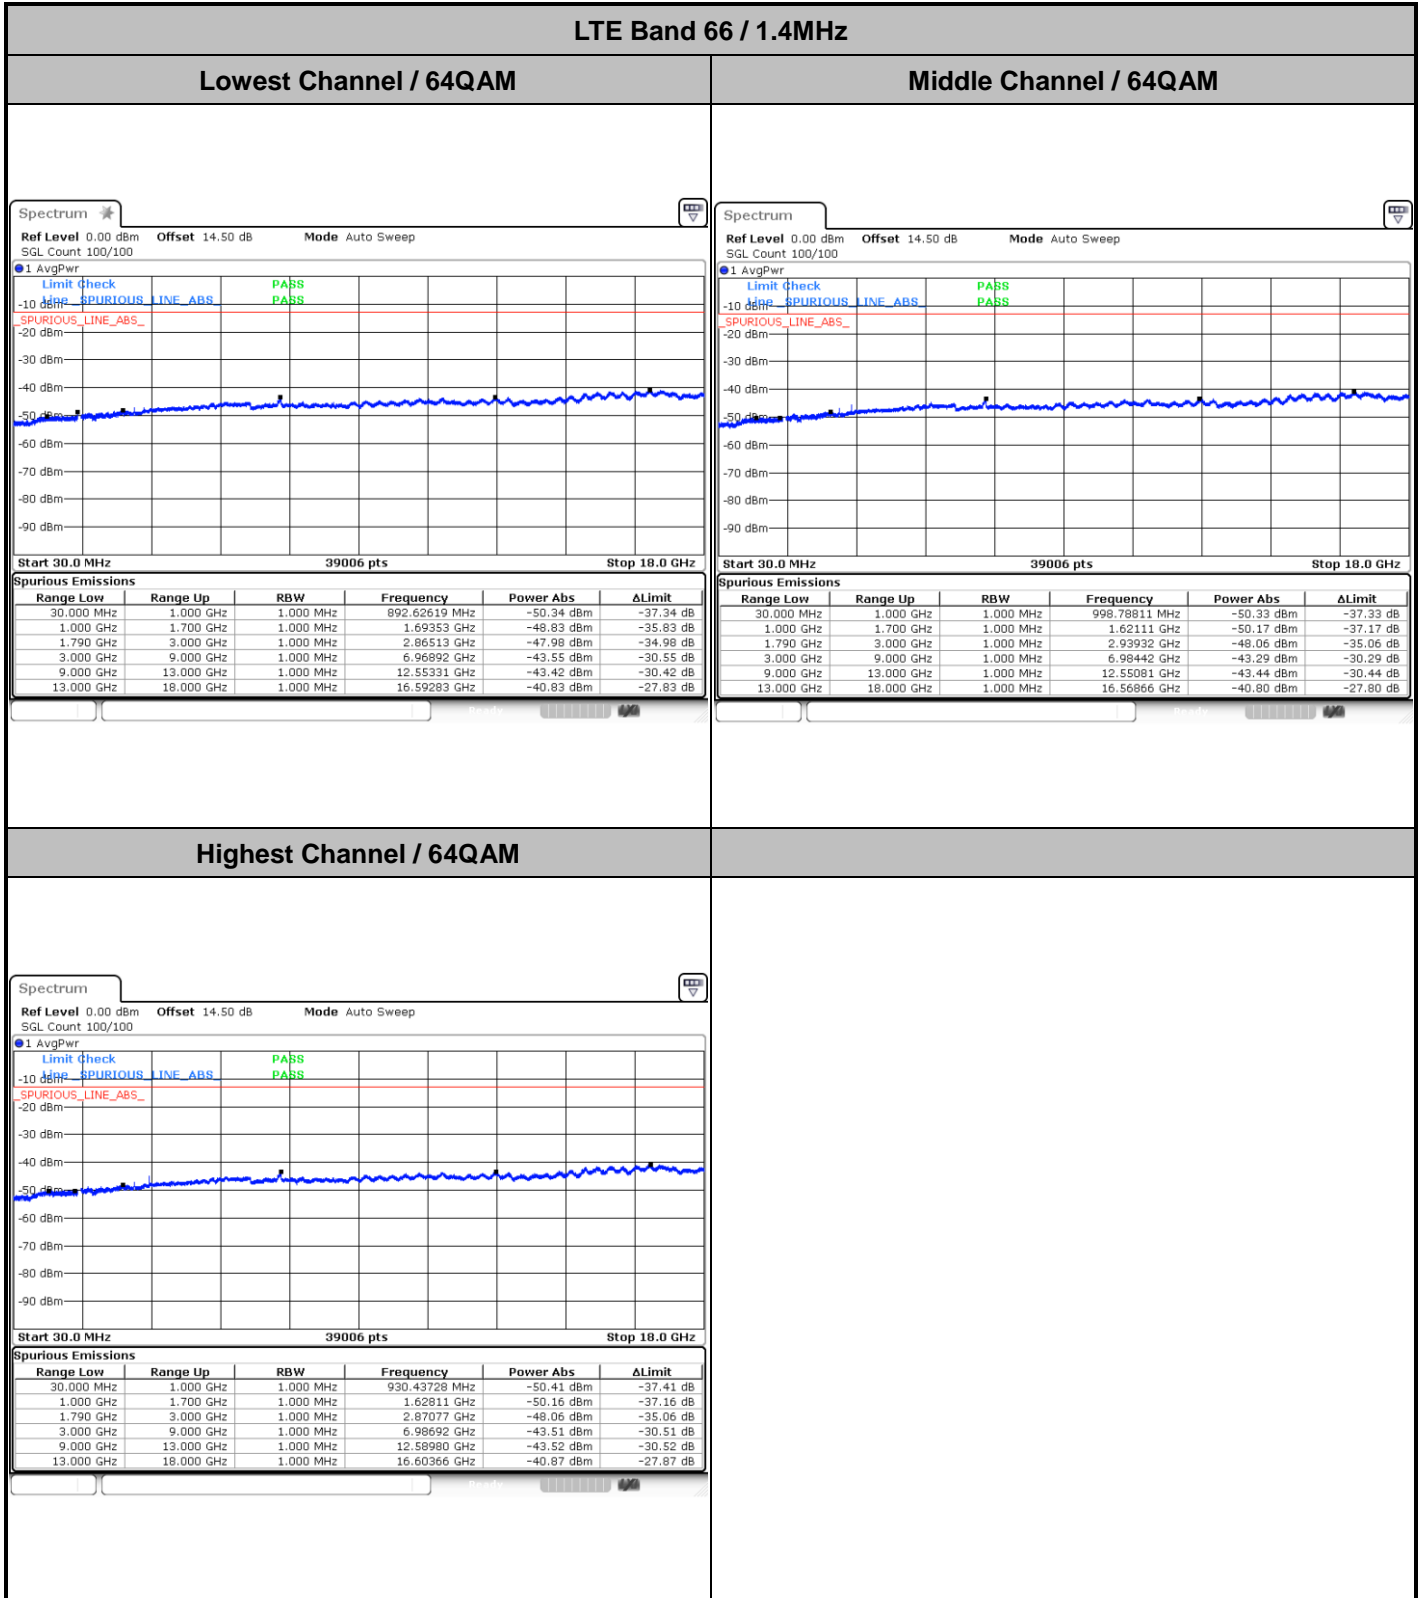 LTE Band 66 / 1.4MHz
Lowest Channel / 64QAM
Middle Channel / 64QAM
Spectrum
Ref Level 0.00 dBm Offset 14.50 dB Mode Auto Sweep
SGL Count 100/100
1 AvgPwr
Limit Check PASS
Line _SPURIOUS_LINE_ABS_ PASS
-10 dBm
_SPURIOUS_LINE_ABS_
-20 dBm
-30 dBm
-40 dBm
-50 dBm
-60 dBm
-70 dBm
-80 dBm
-90 dBm
Start 30.0 MHz 39006 pts Stop 18.0 GHz
Spurious Emissions
Range Low Range Up RBW Frequency Power Abs ΔLimit
30.000 MHz 1.000 GHz 1.000 MHz 892.62619 MHz -50.34 dBm -37.34 dB
1.000 GHz 1.700 GHz 1.000 MHz 1.69353 GHz -48.83 dBm -35.83 dB
1.790 GHz 3.000 GHz 1.000 MHz 2.86513 GHz -47.98 dBm -34.98 dB
3.000 GHz 9.000 GHz 1.000 MHz 6.96892 GHz -43.55 dBm -30.55 dB
9.000 GHz 13.000 GHz 1.000 MHz 12.55331 GHz -43.42 dBm -30.42 dB
13.000 GHz 18.000 GHz 1.000 MHz 16.59283 GHz -40.83 dBm -27.83 dB
Ready
Spectrum
Ref Level 0.00 dBm Offset 14.50 dB Mode Auto Sweep
SGL Count 100/100
1 AvgPwr
Limit Check PASS
Line _SPURIOUS_LINE_ABS_ PASS
-10 dBm
_SPURIOUS_LINE_ABS_
-20 dBm
-30 dBm
-40 dBm
-50 dBm
-60 dBm
-70 dBm
-80 dBm
-90 dBm
Start 30.0 MHz 39006 pts Stop 18.0 GHz
Spurious Emissions
Range Low Range Up RBW Frequency Power Abs ΔLimit
30.000 MHz 1.000 GHz 1.000 MHz 998.78811 MHz -50.33 dBm -37.33 dB
1.000 GHz 1.700 GHz 1.000 MHz 1.62111 GHz -50.17 dBm -37.17 dB
1.790 GHz 3.000 GHz 1.000 MHz 2.93932 GHz -48.06 dBm -35.06 dB
3.000 GHz 9.000 GHz 1.000 MHz 6.98442 GHz -43.29 dBm -30.29 dB
9.000 GHz 13.000 GHz 1.000 MHz 12.55081 GHz -43.44 dBm -30.44 dB
13.000 GHz 18.000 GHz 1.000 MHz 16.56866 GHz -40.80 dBm -27.80 dB
Ready
Highest Channel / 64QAM
Spectrum
Ref Level 0.00 dBm Offset 14.50 dB Mode Auto Sweep
SGL Count 100/100
1 AvgPwr
Limit Check PASS
Line _SPURIOUS_LINE_ABS_ PASS
-10 dBm
_SPURIOUS_LINE_ABS_
-20 dBm
-30 dBm
-40 dBm
-50 dBm
-60 dBm
-70 dBm
-80 dBm
-90 dBm
Start 30.0 MHz 39006 pts Stop 18.0 GHz
Spurious Emissions
Range Low Range Up RBW Frequency Power Abs ΔLimit
30.000 MHz 1.000 GHz 1.000 MHz 930.43728 MHz -50.41 dBm -37.41 dB
1.000 GHz 1.700 GHz 1.000 MHz 1.62811 GHz -50.16 dBm -37.16 dB
1.790 GHz 3.000 GHz 1.000 MHz 2.87077 GHz -48.06 dBm -35.06 dB
3.000 GHz 9.000 GHz 1.000 MHz 6.98692 GHz -43.51 dBm -30.51 dB
9.000 GHz 13.000 GHz 1.000 MHz 12.58980 GHz -43.52 dBm -30.52 dB
13.000 GHz 18.000 GHz 1.000 MHz 16.60366 GHz -40.87 dBm -27.87 dB
Ready